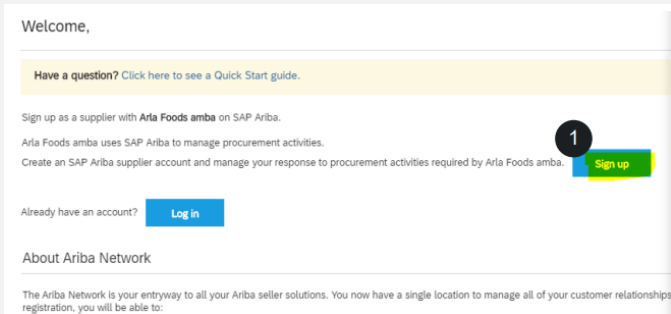 Welcome,
Have a question? Click here to see a Quick Start guide.
Sign up as a supplier with Arla Foods amba on SAP Ariba.
Arla Foods amba uses SAP Ariba to manage procurement activities.
1
Create an SAP Ariba supplier account and manage your response to procurement activities required by Arla Foods amba. Sign up
Already have an account? Log in
About Ariba Network
The Ariba Network is your entryway to all your Ariba seller solutions. You now have a single location to manage all of your customer relationships
registration, you will be able to: